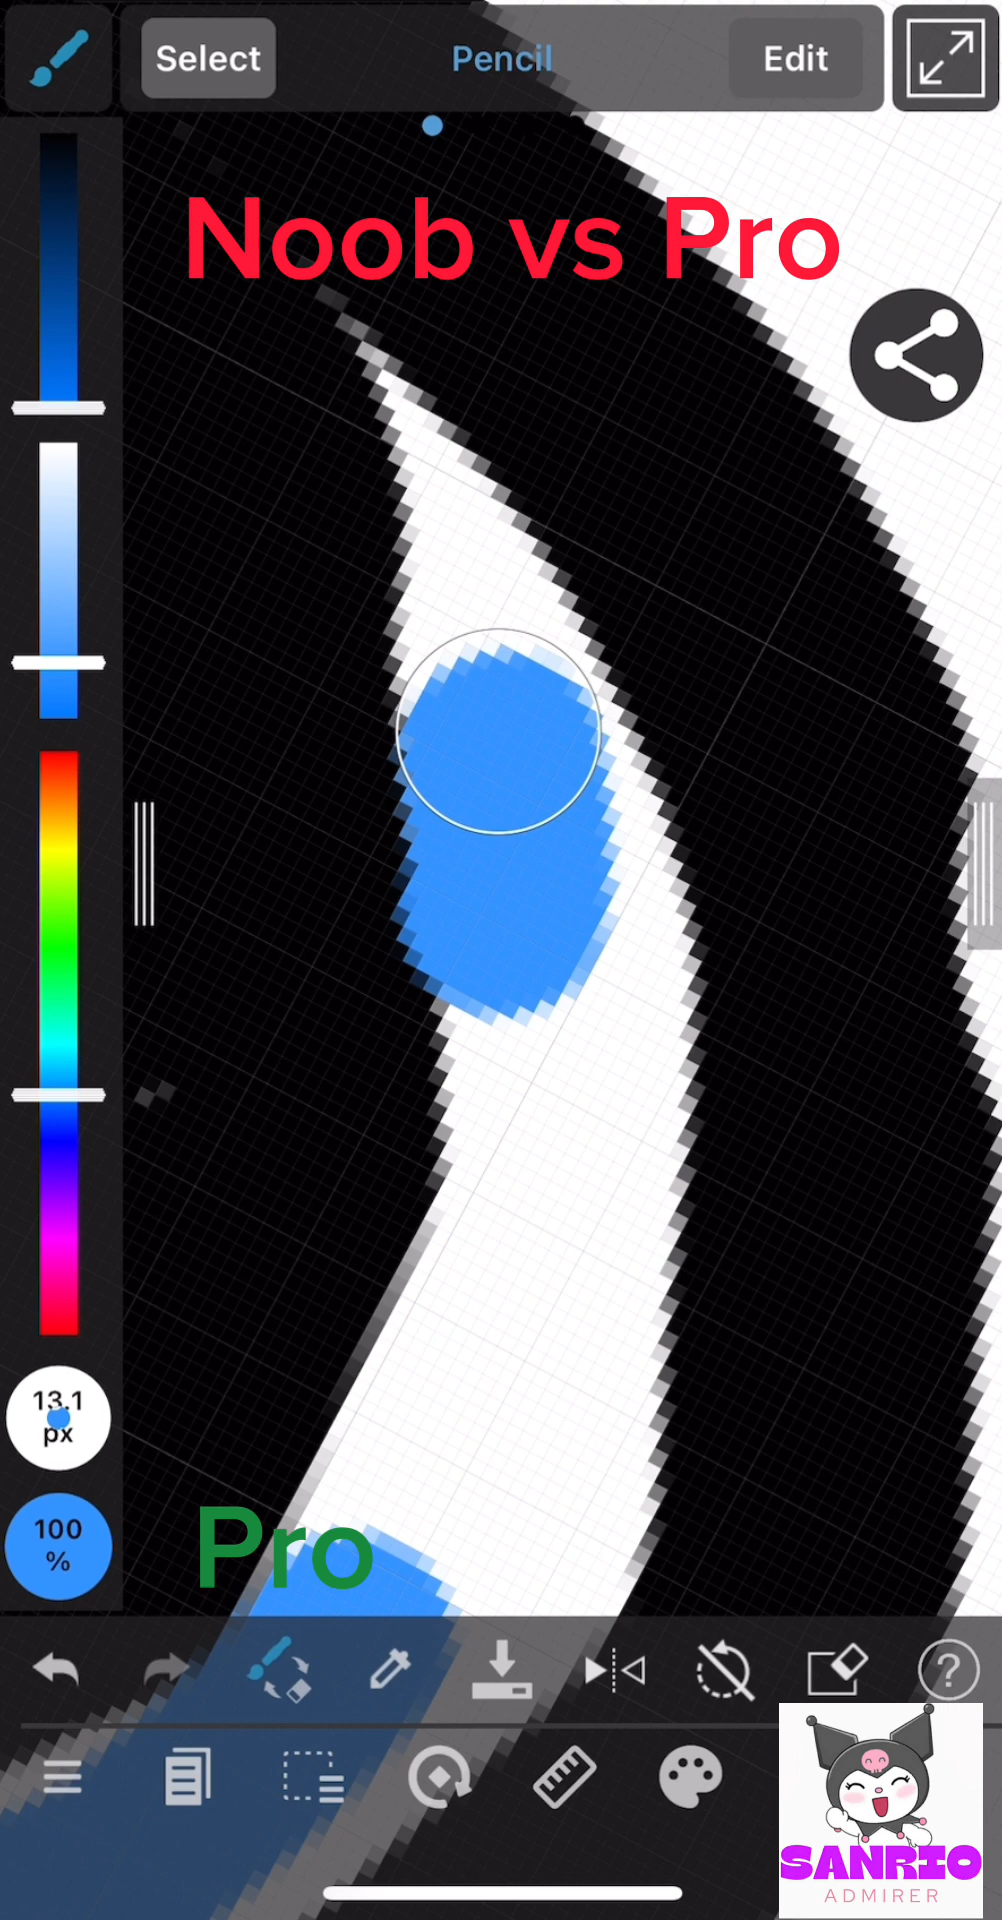 Select
Pencil
Edit
Noob vs Pro
13.1
px
100
%
Pro
?
SANRIO
ADMIRER